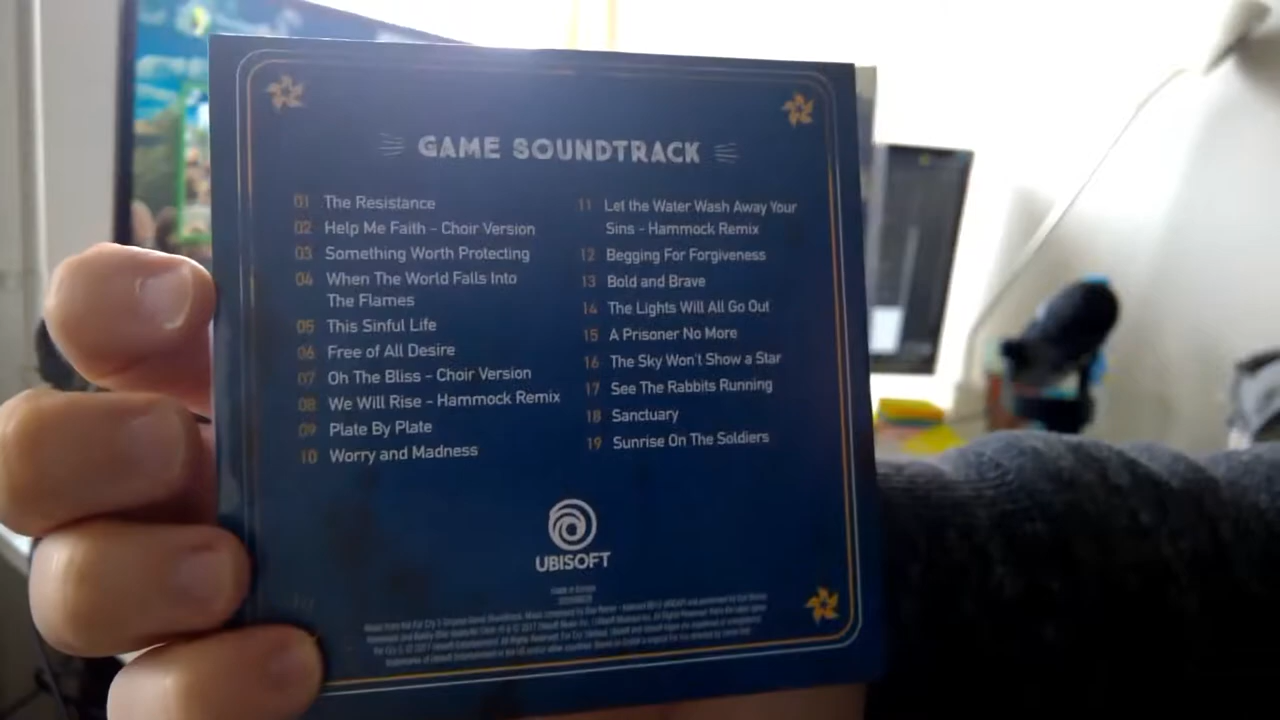 GAME SOUNDTRACK
01 The Resistance
02 Help Me Faith - Choir Version
03 Something Worth Protecting
04 When The World Falls Into
The Flames
05 This Sinful Life
06 Free of All Desire
07 Oh The Bliss - Choir Version
08 We Will Rise - Hammock Remix
09 Plate By Plate
10 Worry and Madness
11 Let the Water Wash Away Your
Sins - Hammock Remix
12 Begging For Forgiveness
13 Bold and Brave
14 The Lights Will All Go Out
15 A Prisoner No More
16 The Sky Won't Show a Star
17 See The Rabbits Running
18 Sanctuary
19 Sunrise On The Soldiers
UBISOFT
Made in Europe